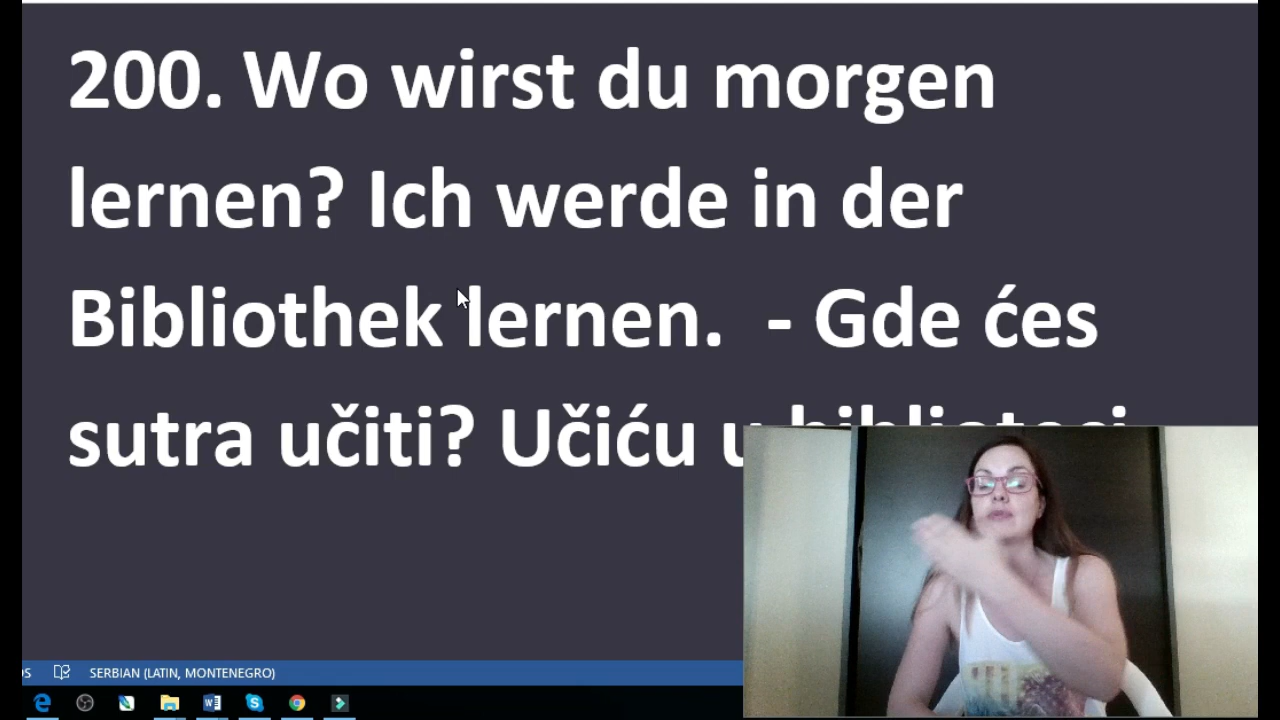 200. Wo wirst du morgen
lernen? Ich werde in der
Bibliothek lernen. - Gde ćes
sutra učiti? Učiću u biblioteci
SERBIAN (LATIN, MONTENEGRO)